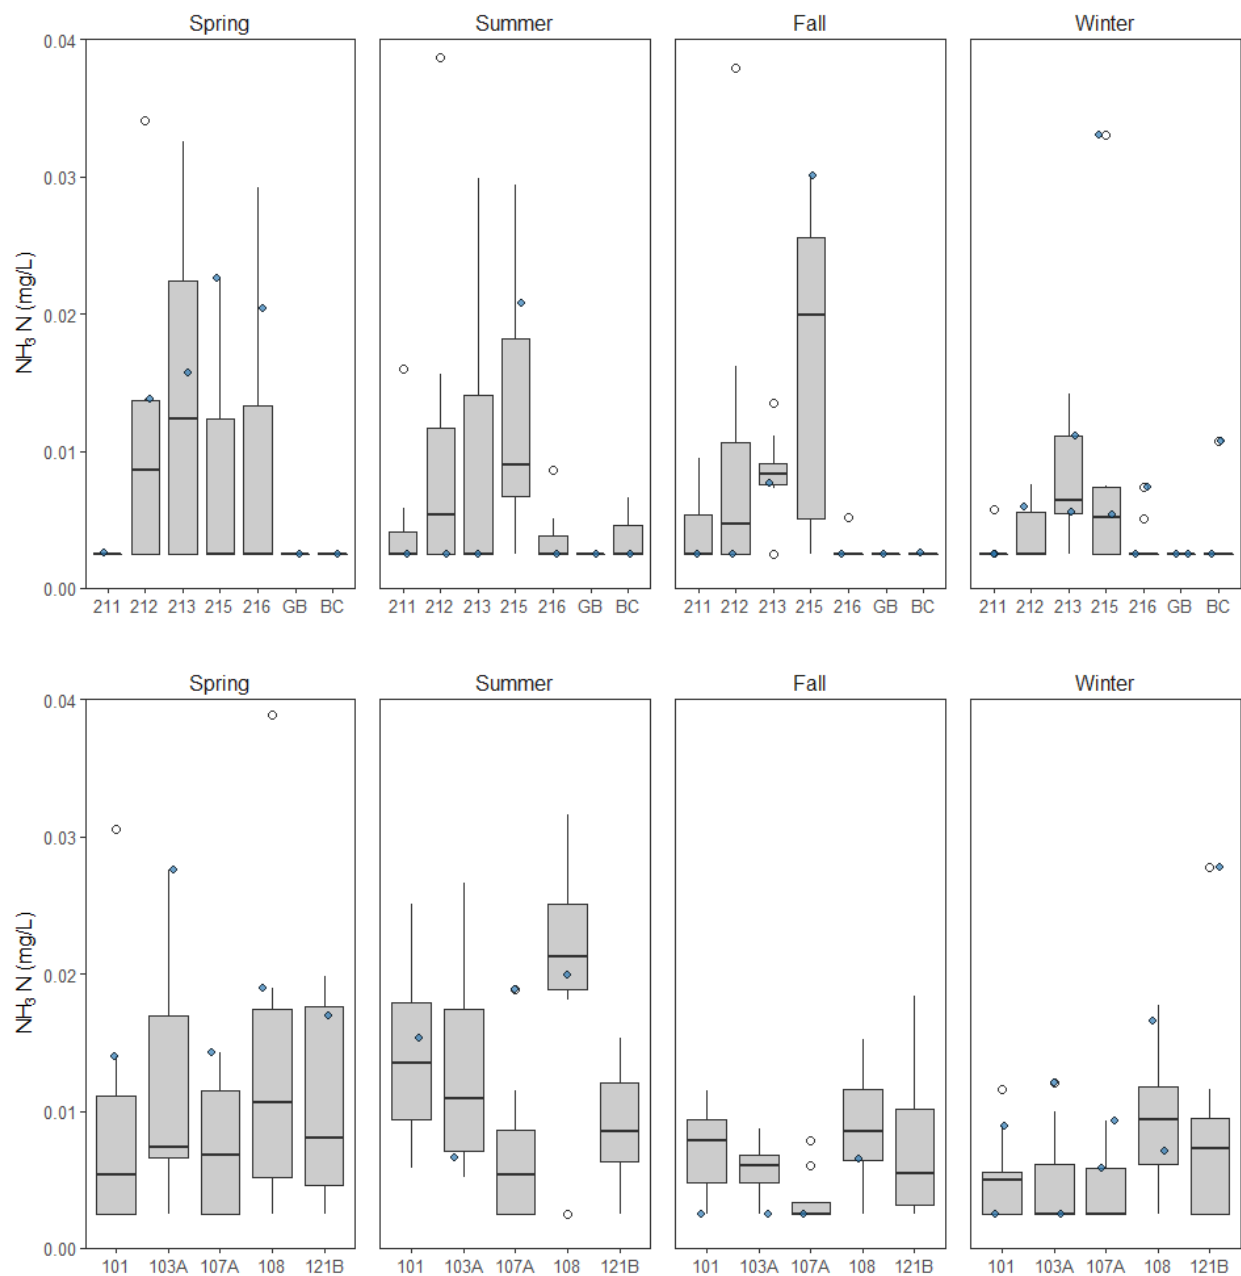 Spring Summer Fall Winter
0.04
0.03
0.02
0.01
0.00
NH₃ N (mg/L)
211 212 213 215 216 GB BC 211 212 213 215 216 GB BC 211 212 213 215 216 GB BC 211 212 213 215 216 GB BC
Spring Summer Fall Winter
0.04
0.03
0.02
0.01
0.00
NH₃ N (mg/L)
101 103A 107A 108 121B 101 103A 107A 108 121B 101 103A 107A 108 121B 101 103A 107A 108 121B